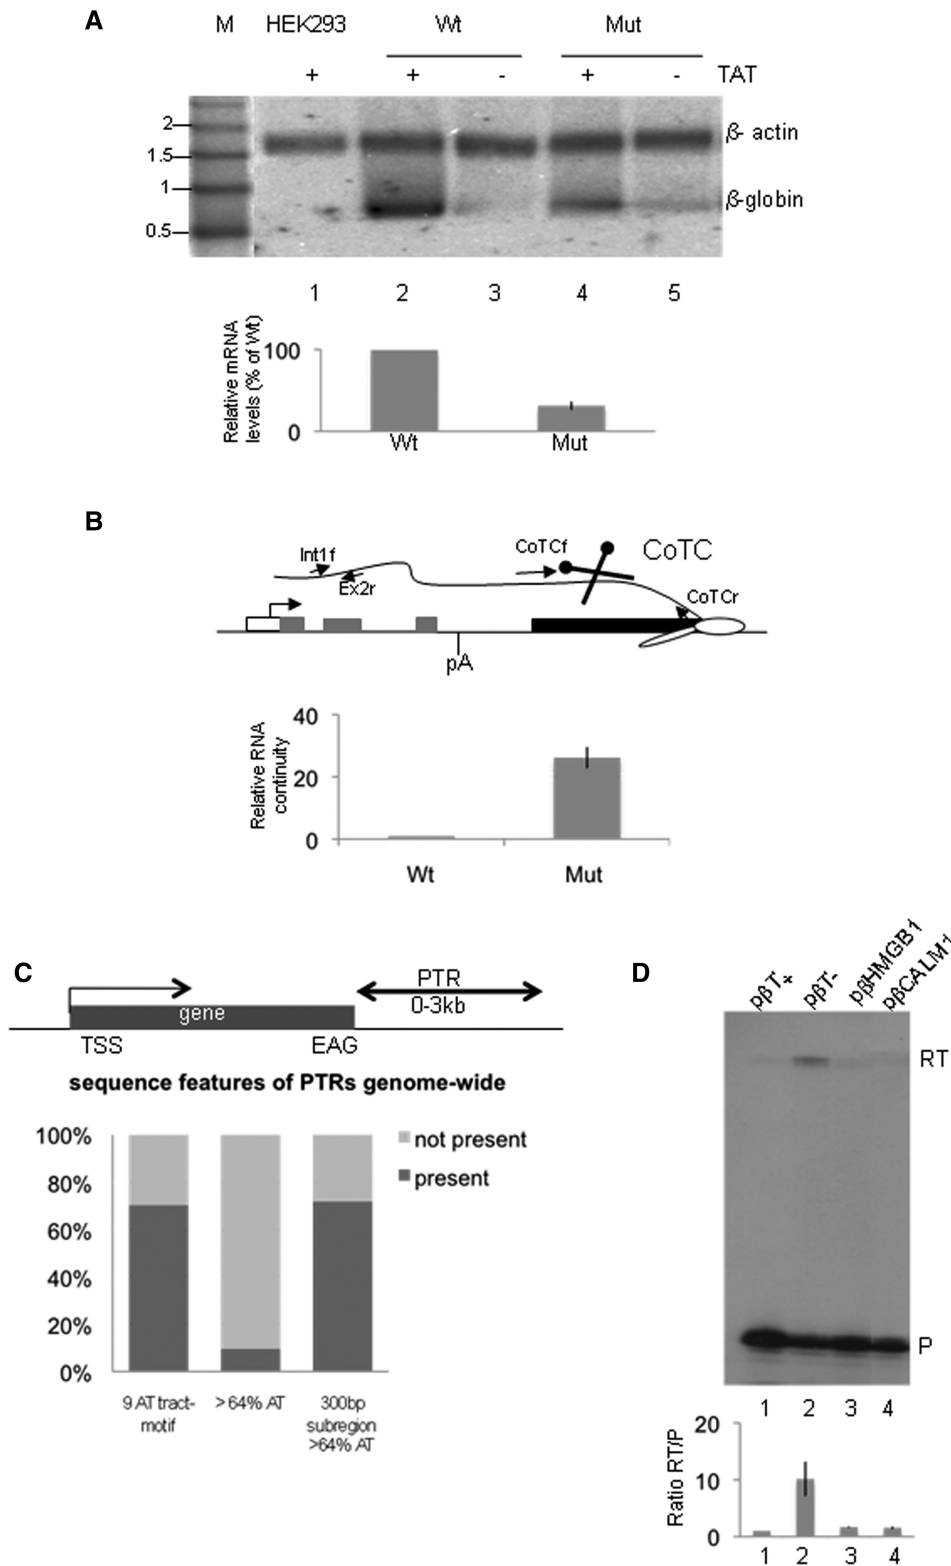 A
M HEK293 Wt Mut
+ + - + - TAT
2
1.5
1
0.5
β- actin
β-globin
1 2 3 4 5
Relative mRNA
levels (% of Wt)
100
0
Wt Mut
B
Int1f
Ex2r
CoTCf
CoTC
CoTCr
pA
Relative RNA
continuity
40
20
0
Wt Mut
C
gene
PTR
0-3kb
TSS EAG
sequence features of PTRs genome-wide
100%
80%
60%
40%
20%
0%
not present
present
9 AT tract-
motif
>64% AT
300bp
subregion
>64% AT
D
pβT+ pβT- pβHMGB1 pβCALM1
RT
P
1 2 3 4
Ratio RT/P
20
10
0
1 2 3 4